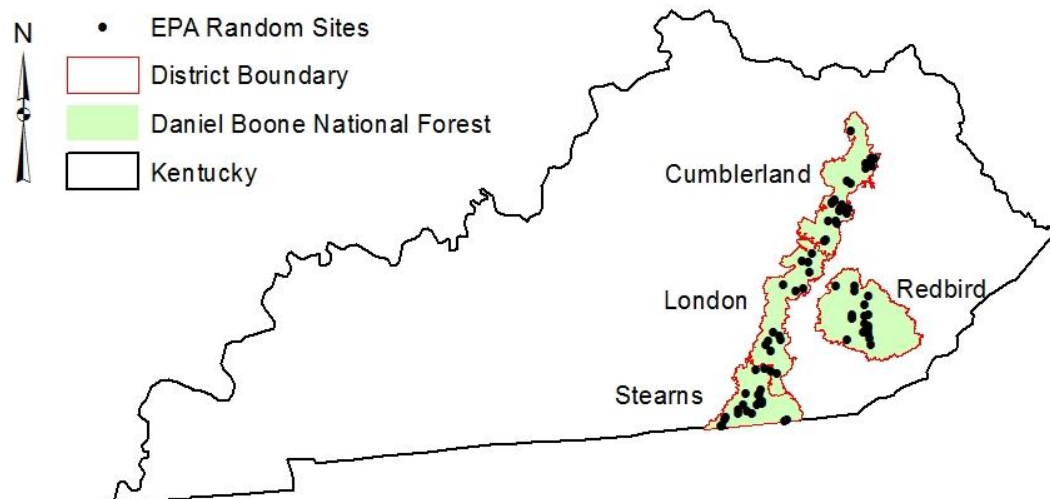 N
EPA Random Sites
District Boundary
Daniel Boone National Forest
Kentucky
Cumblerland
London
Redbird
Stearns